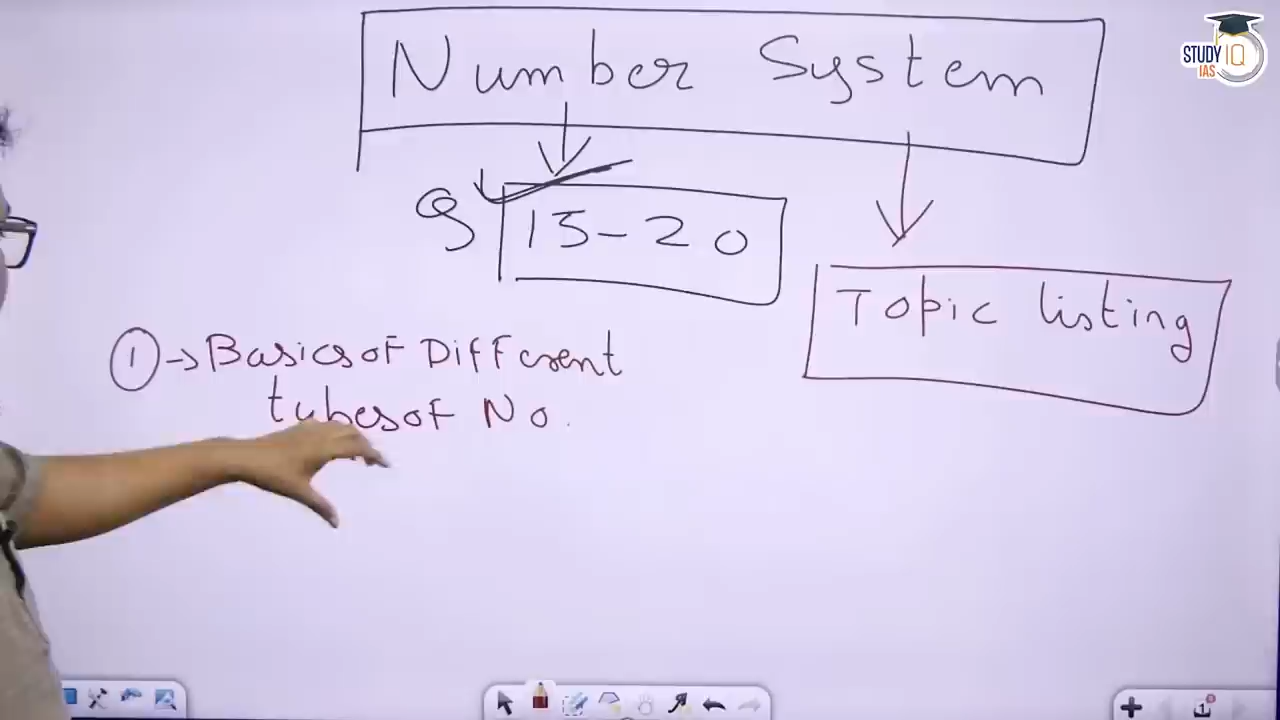 Number System
STUDY IQ
IAS
Q 15-20
Topic listing
1 → Basics of Different
types of No.